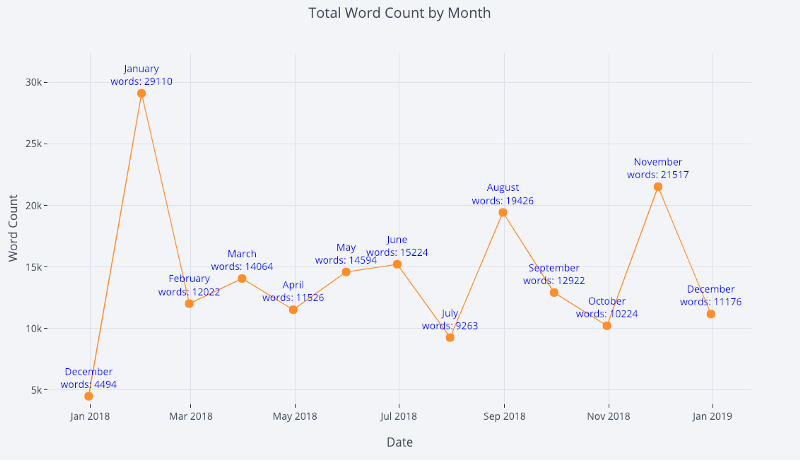 Total Word Count by Month
Word Count
30k
25k
20k
15k
10k
5k
December
words: 4494
January
words: 29110
February
words: 12022
March
words: 14064
April
words: 11526
May
words: 14594
June
words: 15224
July
words: 9263
August
words: 19426
September
words: 12922
October
words: 10224
November
words: 21517
December
words: 11176
Jan 2018
Mar 2018
May 2018
Jul 2018
Sep 2018
Nov 2018
Jan 2019
Date